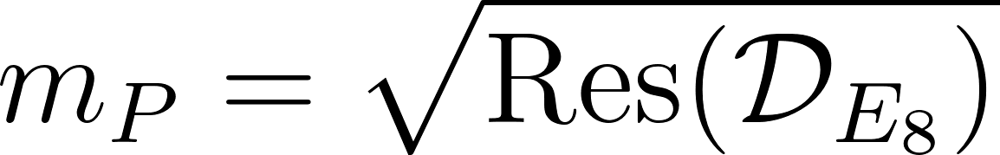 $m_P = \sqrt{\mathrm{Res}(\mathcal{D}_{E_8})}$